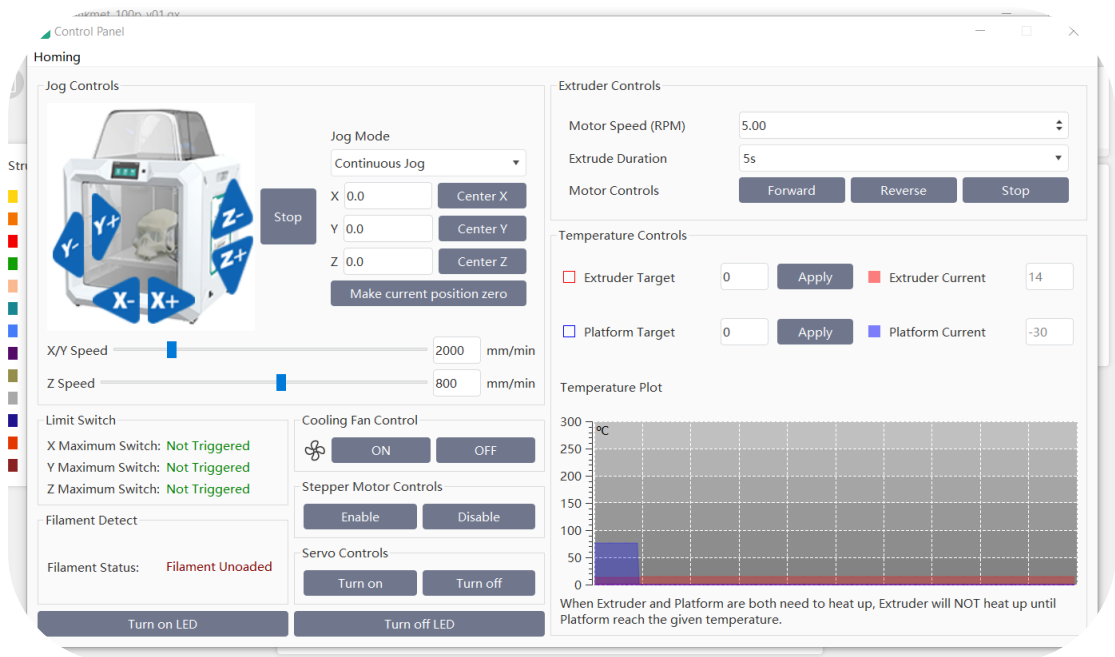 Control Panel
Homing
Jog Controls
Y-
Y+
Z-
Z+
X-
X+
Stop
Jog Mode
Continuous Jog
X 0.0 Center X
Y 0.0 Center Y
Z 0.0 Center Z
Make current position zero
X/Y Speed 2000 mm/min
Z Speed 800 mm/min
Limit Switch
X Maximum Switch: Not Triggered
Y Maximum Switch: Not Triggered
Z Maximum Switch: Not Triggered
Filament Detect
Filament Status: Filament Unoaded
Turn on LED
Cooling Fan Control
ON OFF
Stepper Motor Controls
Enable Disable
Servo Controls
Turn on Turn off
Turn off LED
Extruder Controls
Motor Speed (RPM) 5.00
Extrude Duration 5s
Motor Controls Forward Reverse Stop
Temperature Controls
Extruder Target 0 Apply Extruder Current 14
Platform Target 0 Apply Platform Current -30
Temperature Plot
300
ºC
250
200
150
100
50
0
When Extruder and Platform are both need to heat up, Extruder will NOT heat up until
Platform reach the given temperature.